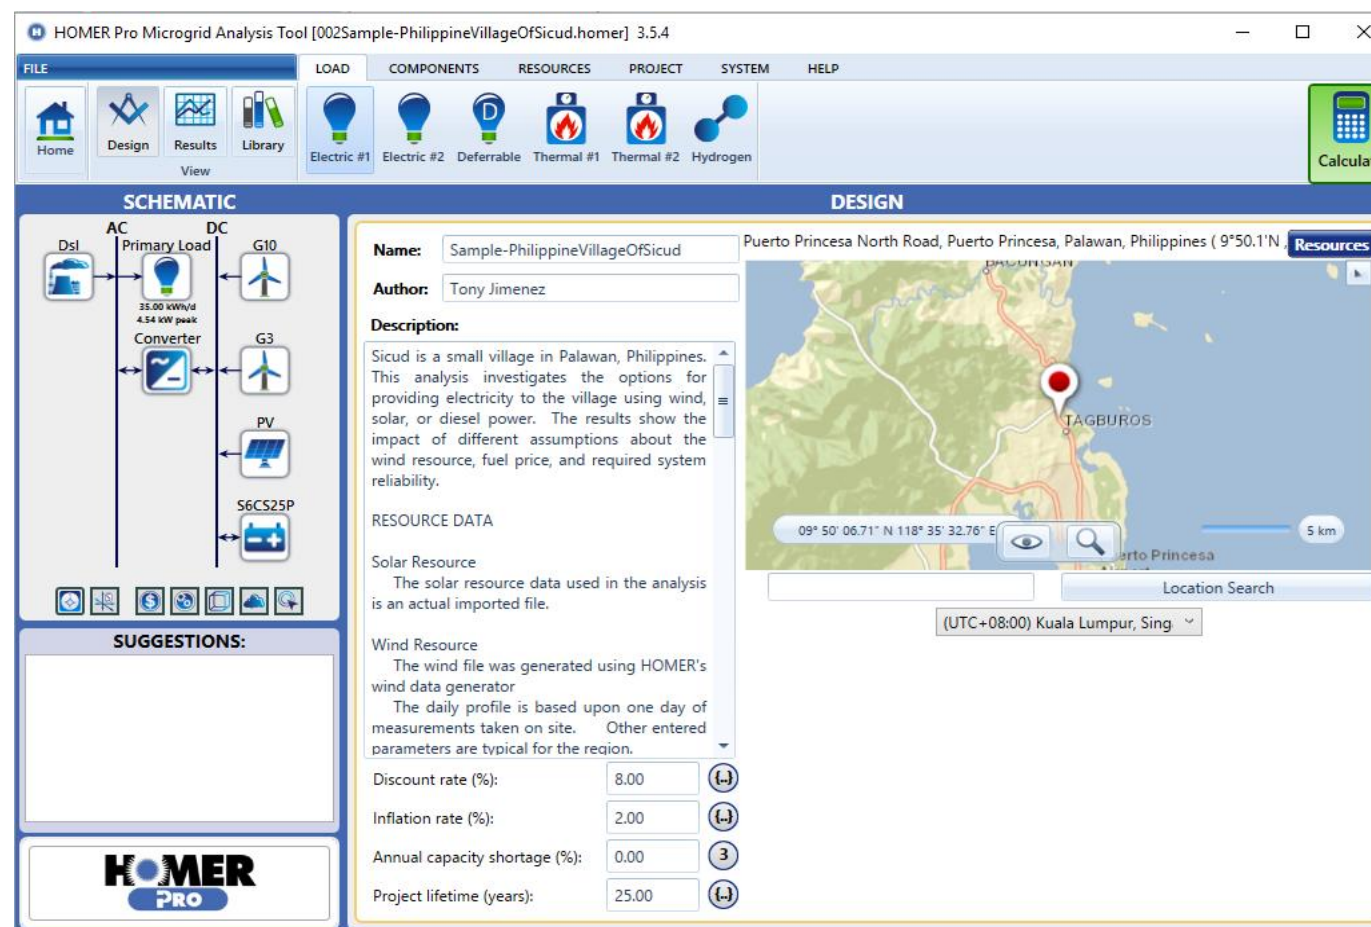 HOMER Pro Microgrid Analysis Tool [002Sample-PhilippineVillageOfSicud.homer] 3.5.4
FILE
LOAD COMPONENTS RESOURCES PROJECT SYSTEM HELP
Home Design Results Library
View
Electric #1 Electric #2 Deferrable Thermal #1 Thermal #2 Hydrogen
D
SCHEMATIC
AC DC
Dsl Primary Load G10
35.00 kWh/d
4.54 kW peak
Converter G3
PV
S6CS25P
SUGGESTIONS:
HOMER
PRO
DESIGN
Name: Sample-PhilippineVillageOfSicud
Author: Tony Jimenez
Description:
Sicud is a small village in Palawan, Philippines.
This analysis investigates the options for
providing electricity to the village using wind,
solar, or diesel power. The results show the
impact of different assumptions about the
wind resource, fuel price, and required system
reliability.
RESOURCE DATA
Solar Resource
The solar resource data used in the analysis
is an actual imported file.
Wind Resource
The wind file was generated using HOMER's
wind data generator
The daily profile is based upon one day of
measurements taken on site. Other entered
parameters are typical for the region.
Discount rate (%): 8.00 {..}
Inflation rate (%): 2.00 {..}
Annual capacity shortage (%): 0.00 3
Project lifetime (years): 25.00 {..}
Puerto Princesa North Road, Puerto Princesa, Palawan, Philippines ( 9°50.1'N , Resources
BACUNGAN
TAGBUROS
09° 50' 06.71" N 118° 35' 32.76" E
5 km
erto Princesa
Location Search
(UTC+08:00) Kuala Lumpur, Sing
Calcula